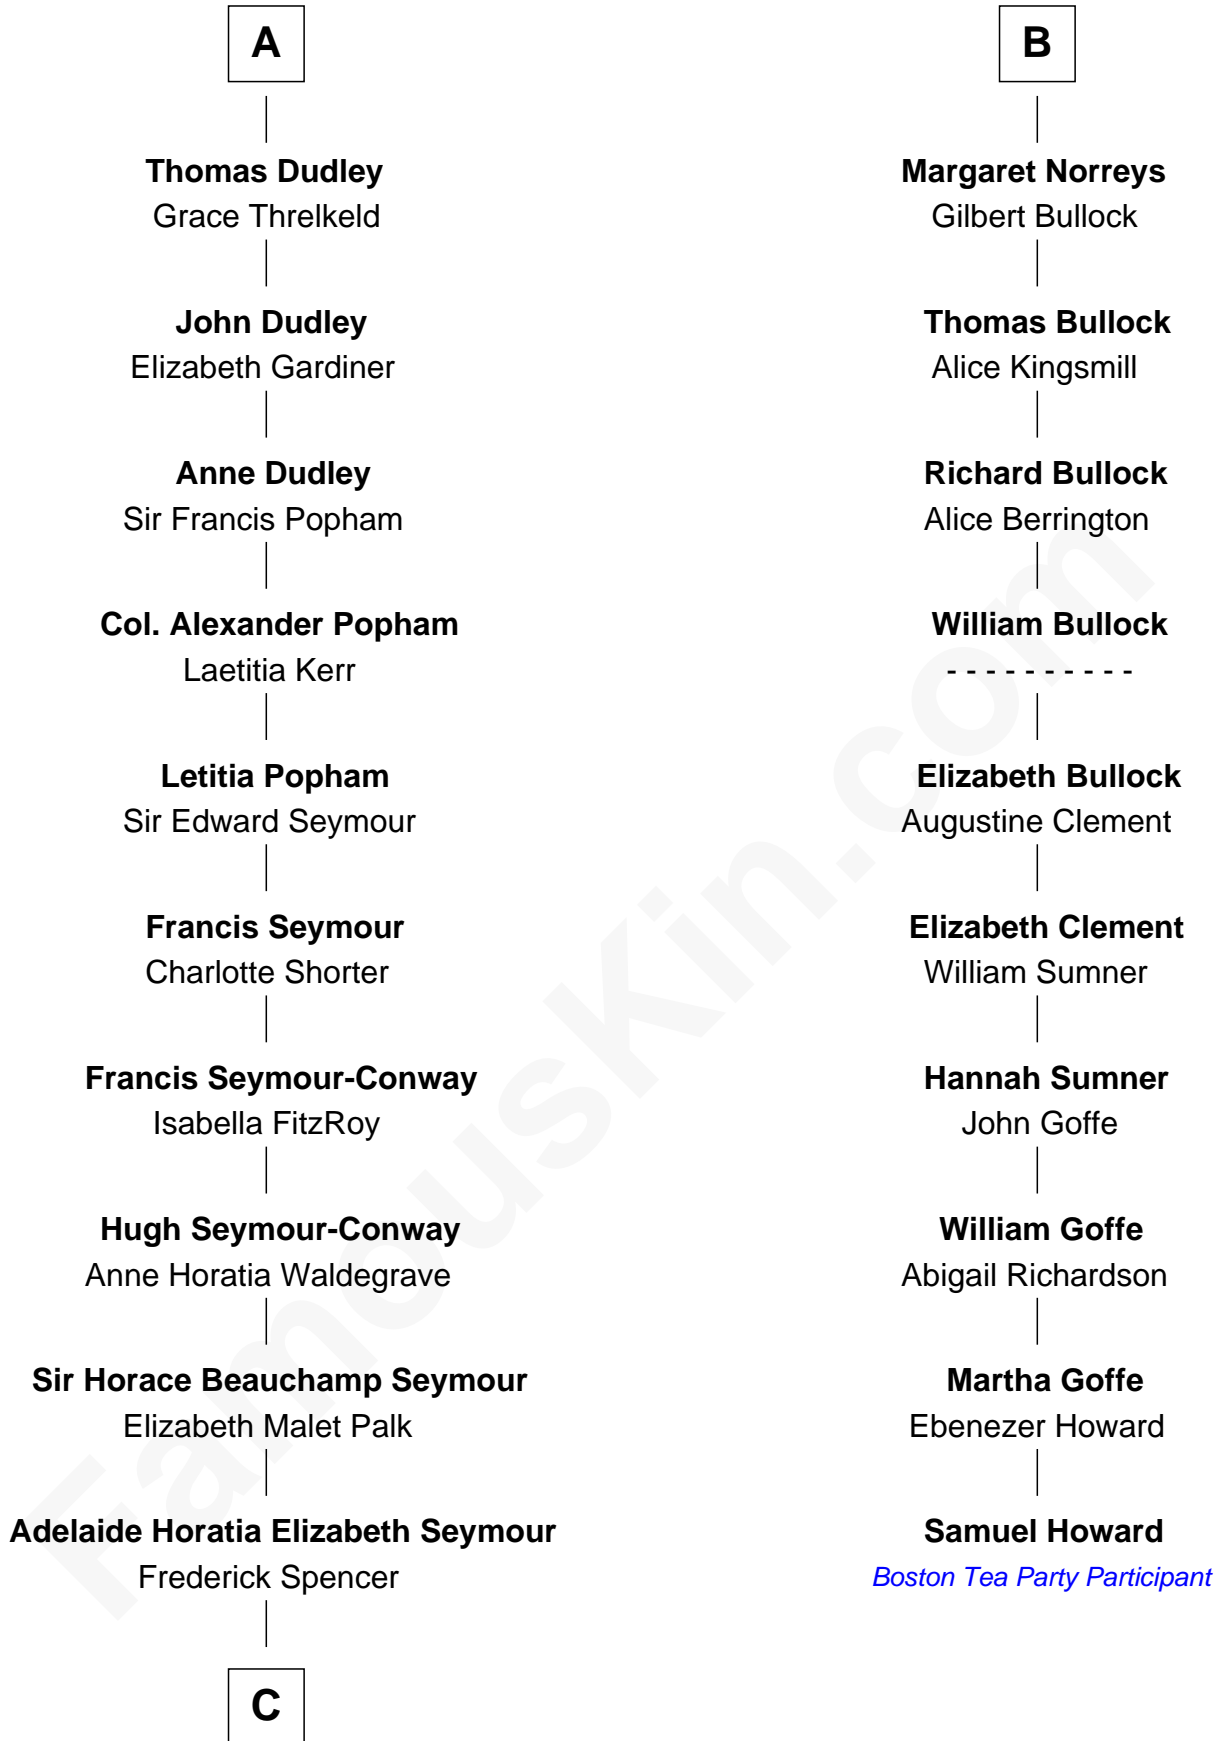 A
Thomas Dudley
Grace Threlkeld
John Dudley
Elizabeth Gardiner
Anne Dudley
Sir Francis Popham
Col. Alexander Popham
Laetitia Kerr
Letitia Popham
Sir Edward Seymour
Francis Seymour
Charlotte Shorter
Francis Seymour-Conway
Isabella FitzRoy
Hugh Seymour-Conway
Anne Horatia Waldegrave
Sir Horace Beauchamp Seymour
Elizabeth Malet Palk
Adelaide Horatia Elizabeth Seymour
Frederick Spencer
C
B
Margaret Norreys
Gilbert Bullock
Thomas Bullock
Alice Kingsmill
Richard Bullock
Alice Berrington
William Bullock
- - - - - - - - - -
Elizabeth Bullock
Augustine Clement
Elizabeth Clement
William Sumner
Hannah Sumner
John Goffe
William Goffe
Abigail Richardson
Martha Goffe
Ebenezer Howard
Samuel Howard
Boston Tea Party Participant
FamousKin.com